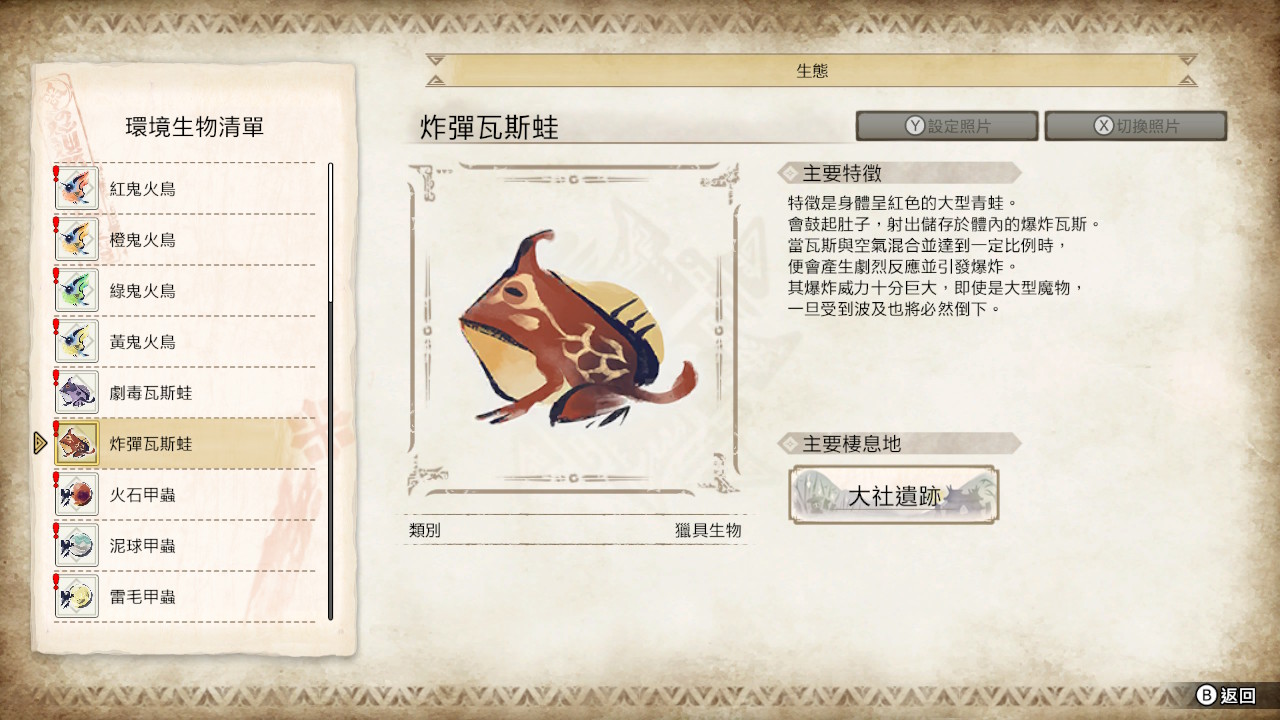 生態
環境生物清單
紅鬼火鳥
橙鬼火鳥
綠鬼火鳥
黃鬼火鳥
劇毒瓦斯蛙
炸彈瓦斯蛙
火石甲蟲
泥球甲蟲
雷毛甲蟲
炸彈瓦斯蛙
Y 設定照片
X 切換照片
類別 獵具生物
主要特徵
特徵是身體呈紅色的大型青蛙。
會鼓起肚子，射出儲存於體內的爆炸瓦斯。
當瓦斯與空氣混合並達到一定比例時，
便會產生劇烈反應並引發爆炸。
其爆炸威力十分巨大，即使是大型魔物，
一旦受到波及也將必然倒下。
主要棲息地
大社遺跡
B 返回